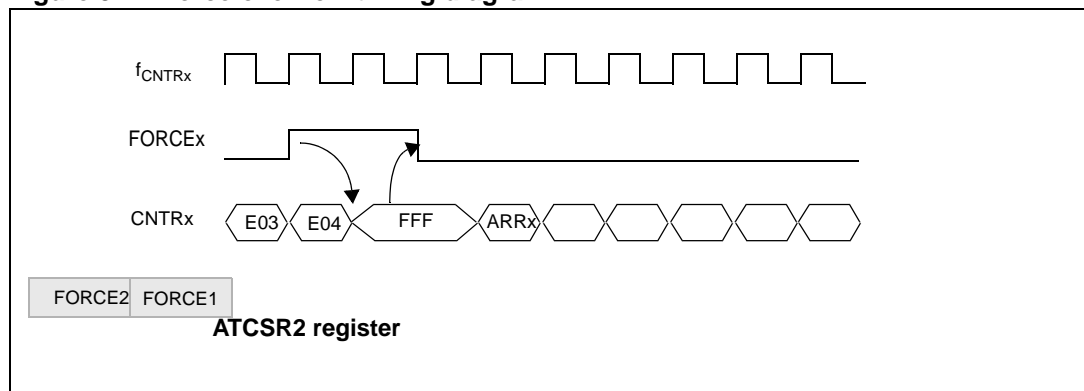 fCNTRx
FORCEx
CNTRx E03 E04 FFF ARRx
FORCE2 FORCE1
ATCSR2 register